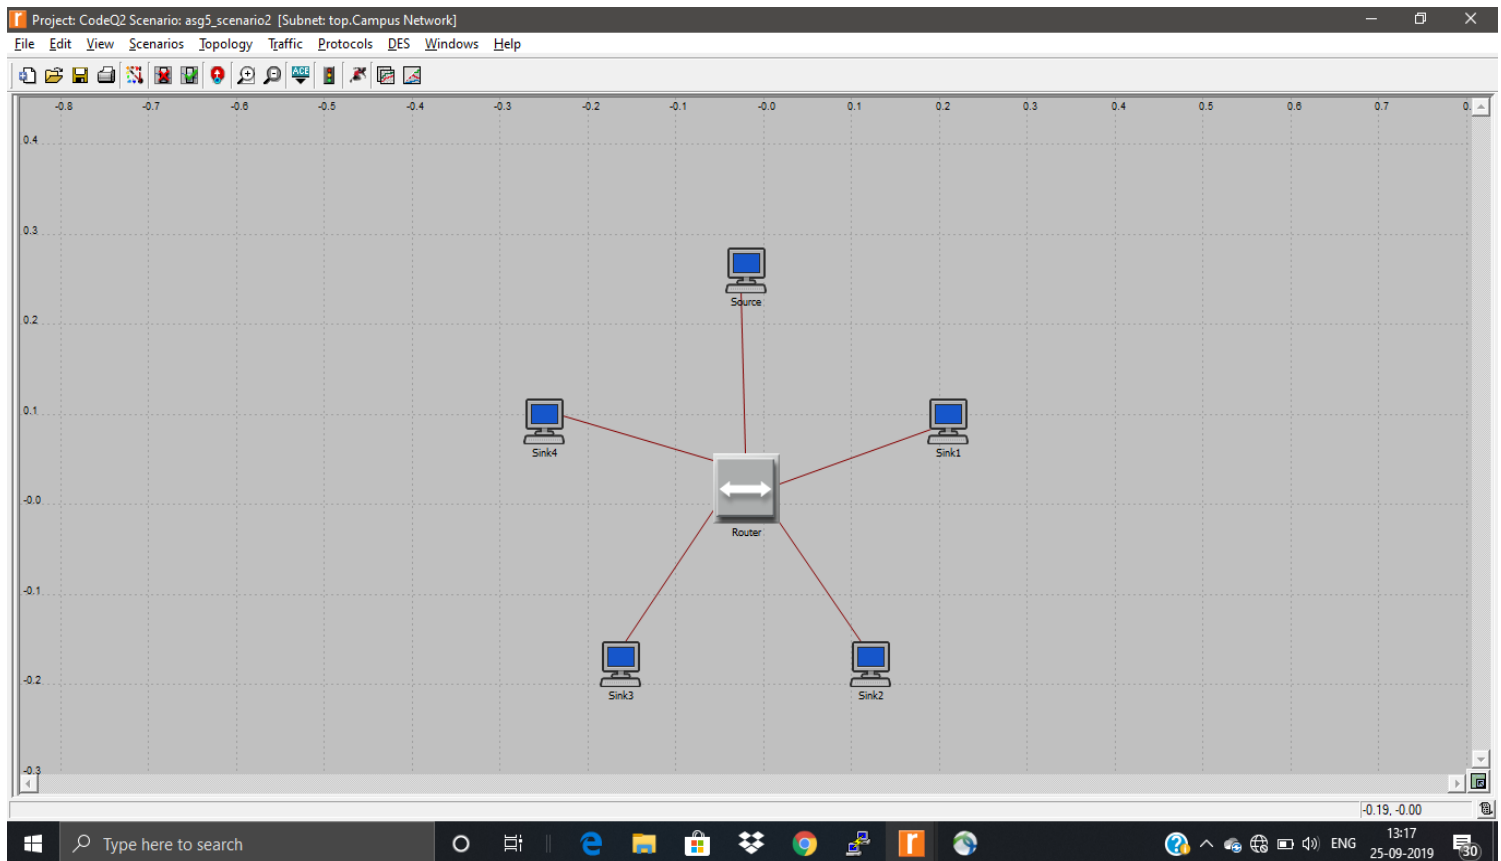 Project: CodeQ2 Scenario: asg5_scenario2 [Subnet: top.Campus Network]
File Edit View Scenarios Topology Traffic Protocols DES Windows Help
ACE
-0.8 -0.7 -0.6 -0.5 -0.4 -0.3 -0.2 -0.1 -0.0 0.1 0.2 0.3 0.4 0.5 0.6 0.7 0.
0.4
0.3
Source
0.2
0.1
Sink4 Sink1
-0.0
Router
-0.1
-0.2
Sink3 Sink2
-0.3
-0.19, -0.00
Type here to search
ENG
13:17
25-09-2019
30